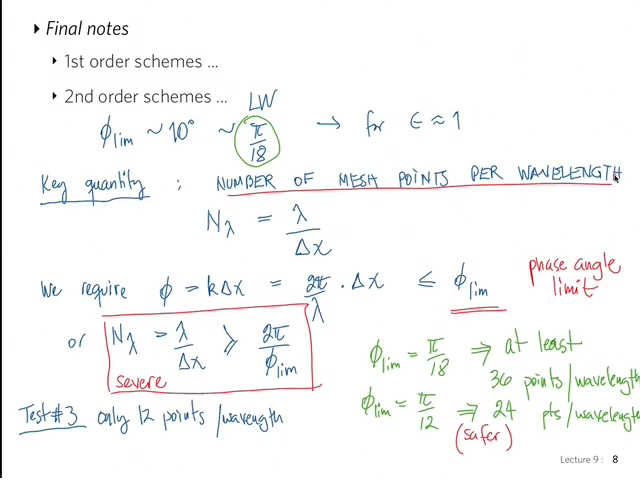 ▸ Final notes
▸ 1st order schemes ...
▸ 2nd order schemes ... LW
ϕlim ~ 10° ~ π/18 → for ε ≈ 1
Key quantity : NUMBER OF MESH POINTS PER WAVELENGTH
Nλ = λ/Δx
We require ϕ = kΔx = 2π/λ · Δx ≤ ϕlim
phase angle
limit
or Nλ = λ/Δx ⩾ 2π/ϕlim
severe
ϕlim = π/18 ⇒ at least
36 points/wavelength
ϕlim = π/12 ⇒ 24 pts/wavelength
(safer)
Test#3 only 12 points /wavength
Lecture 9 : 8